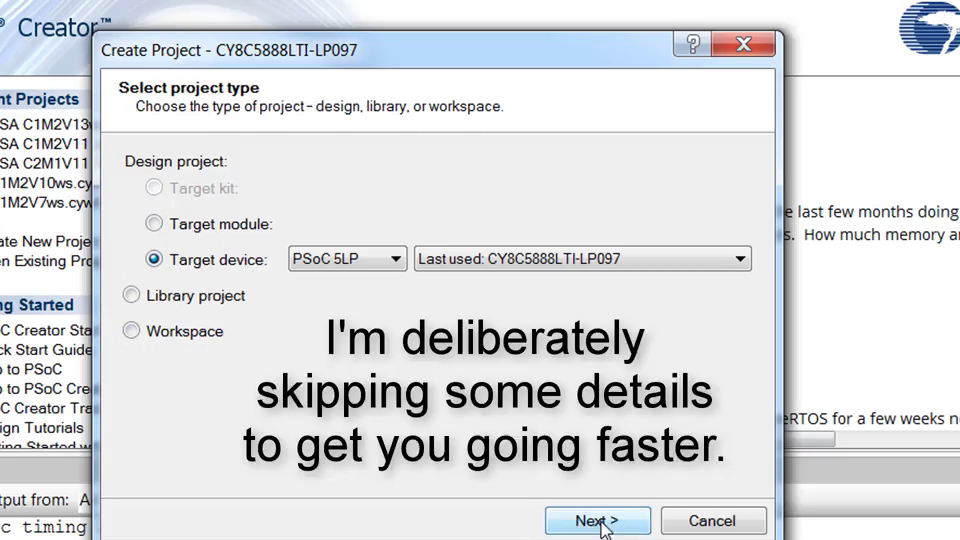 Creator™
Create Project - CY8C5888LTI-LP097
Select project type
Choose the type of project - design, library, or workspace.
nt Projects
SA C1M2V13w
SA C1M2V11
SA C2M1V11
1M2V10ws.cy
1M2V7ws.cyw
ate New Proje
en Existing Pro
ng Started
C Creator Sta
ck Start Guide
o to PSoC
o to PSoC Cre
C Creator Tra
ign Tutorials
tting Started w
Design project:
Target kit:
Target module:
Target device:
PSoC 5LP
Last used: CY8C5888LTI-LP097
Library project
Workspace
I'm deliberately
skipping some details
to get you going faster.
e last few months doing
s. How much memory ar
eRTOS for a few weeks no
tput from: A
c timing
Next >
Cancel